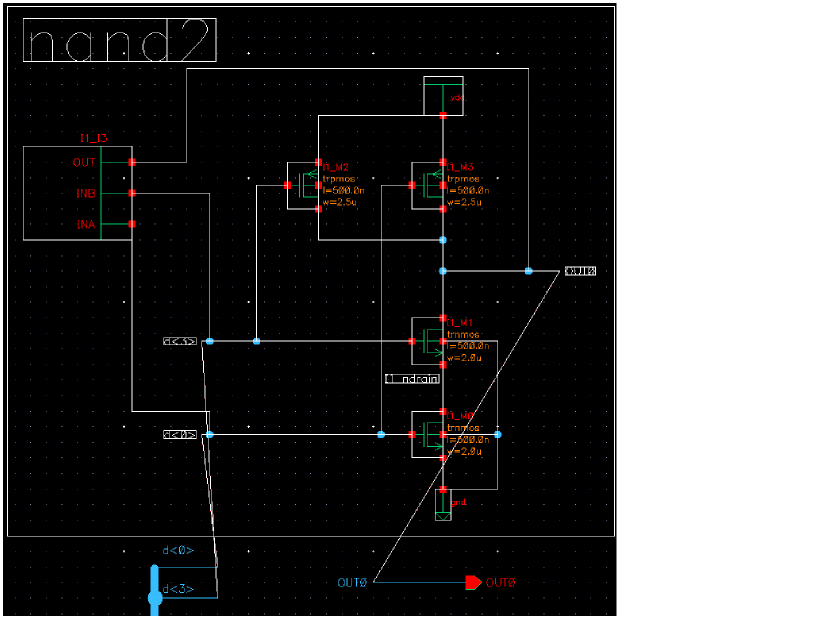 nand2
vdd
I1_I3
OUT
INB
INA
I1_M2
trpmos
l=500.0n
w=2.5u
I1_M3
trpmos
l=500.0n
w=2.5u
OUT0
d<3>
I1_M1
trnmos
l=500.0n
w=2.0u
I1_ndrain
d<0>
I1_M0
trnmos
l=500.0n
w=2.0u
gnd
d<0>
d<3>
OUT0
OUT0